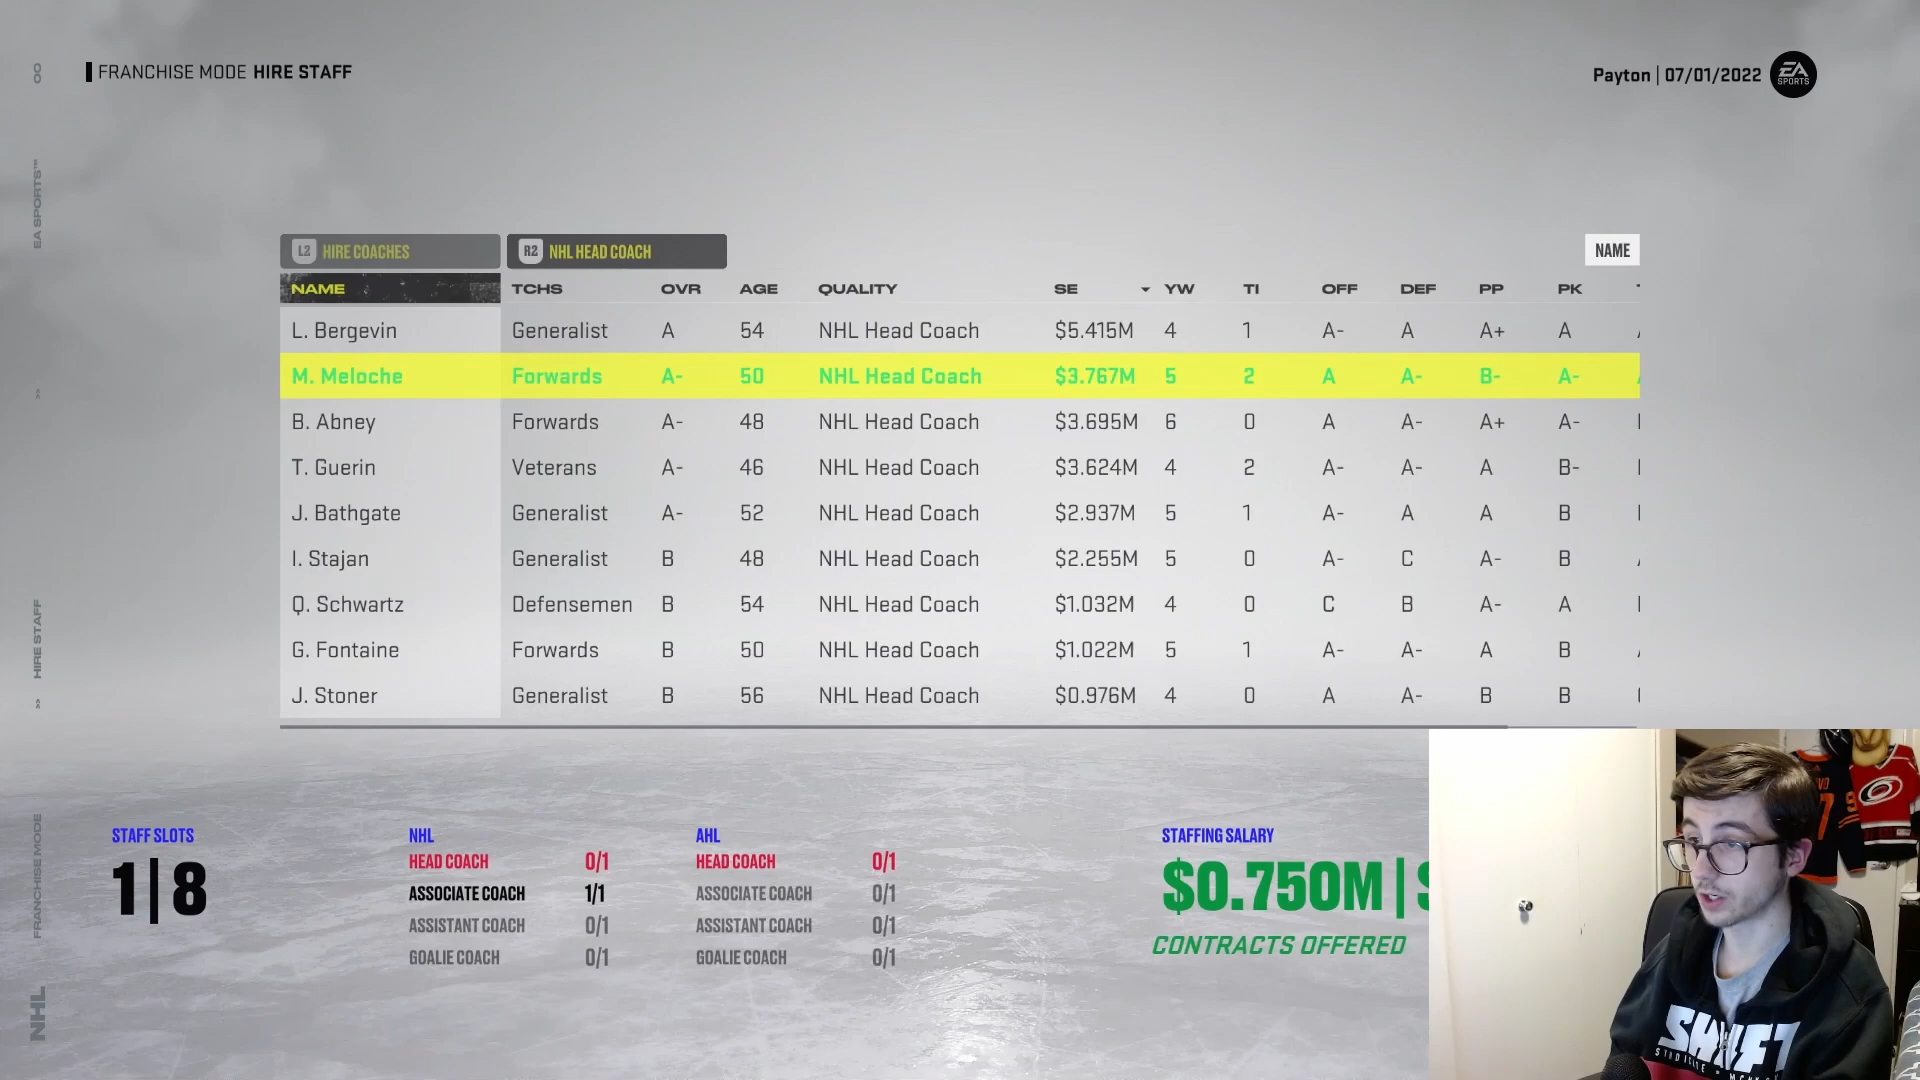 FRANCHISE MODE HIRE STAFF
Payton | 07/01/2022
EA SPORTS
L2 HIRE COACHES R2 NHL HEAD COACH NAME
NAME TCHS OVR AGE QUALITY SE YW TI OFF DEF PP PK
L. Bergevin Generalist A 54 NHL Head Coach $5.415M 4 1 A- A A+ A
M. Meloche Forwards A- 50 NHL Head Coach $3.767M 5 2 A A- B- A-
B. Abney Forwards A- 48 NHL Head Coach $3.695M 6 0 A A- A+ A-
T. Guerin Veterans A- 46 NHL Head Coach $3.624M 4 2 A- A- A B-
J. Bathgate Generalist A- 52 NHL Head Coach $2.937M 5 1 A- A A B
I. Stajan Generalist B 48 NHL Head Coach $2.255M 5 0 A- C A- B
Q. Schwartz Defensemen B 54 NHL Head Coach $1.032M 4 0 C B A- A
G. Fontaine Forwards B 50 NHL Head Coach $1.022M 5 1 A- A- A B
J. Stoner Generalist B 56 NHL Head Coach $0.976M 4 0 A A- B B
STAFF SLOTS
1|8
NHL
HEAD COACH 0/1
ASSOCIATE COACH 1/1
ASSISTANT COACH 0/1
GOALIE COACH 0/1
AHL
HEAD COACH 0/1
ASSOCIATE COACH 0/1
ASSISTANT COACH 0/1
GOALIE COACH 0/1
STAFFING SALARY
$0.750M|$
CONTRACTS OFFERED
NHL
FRANCHISE MODE
>> HIRE STAFF
>>
EA SPORTS™
SHIFT